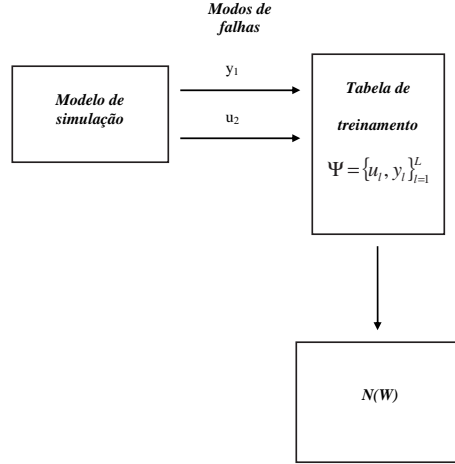 Modos de
falhas
y₁
Modelo de
simulação
u₂
Tabela de
treinamento
Ψ={u_l, y_l}_{l=1}^{L}
N(W)